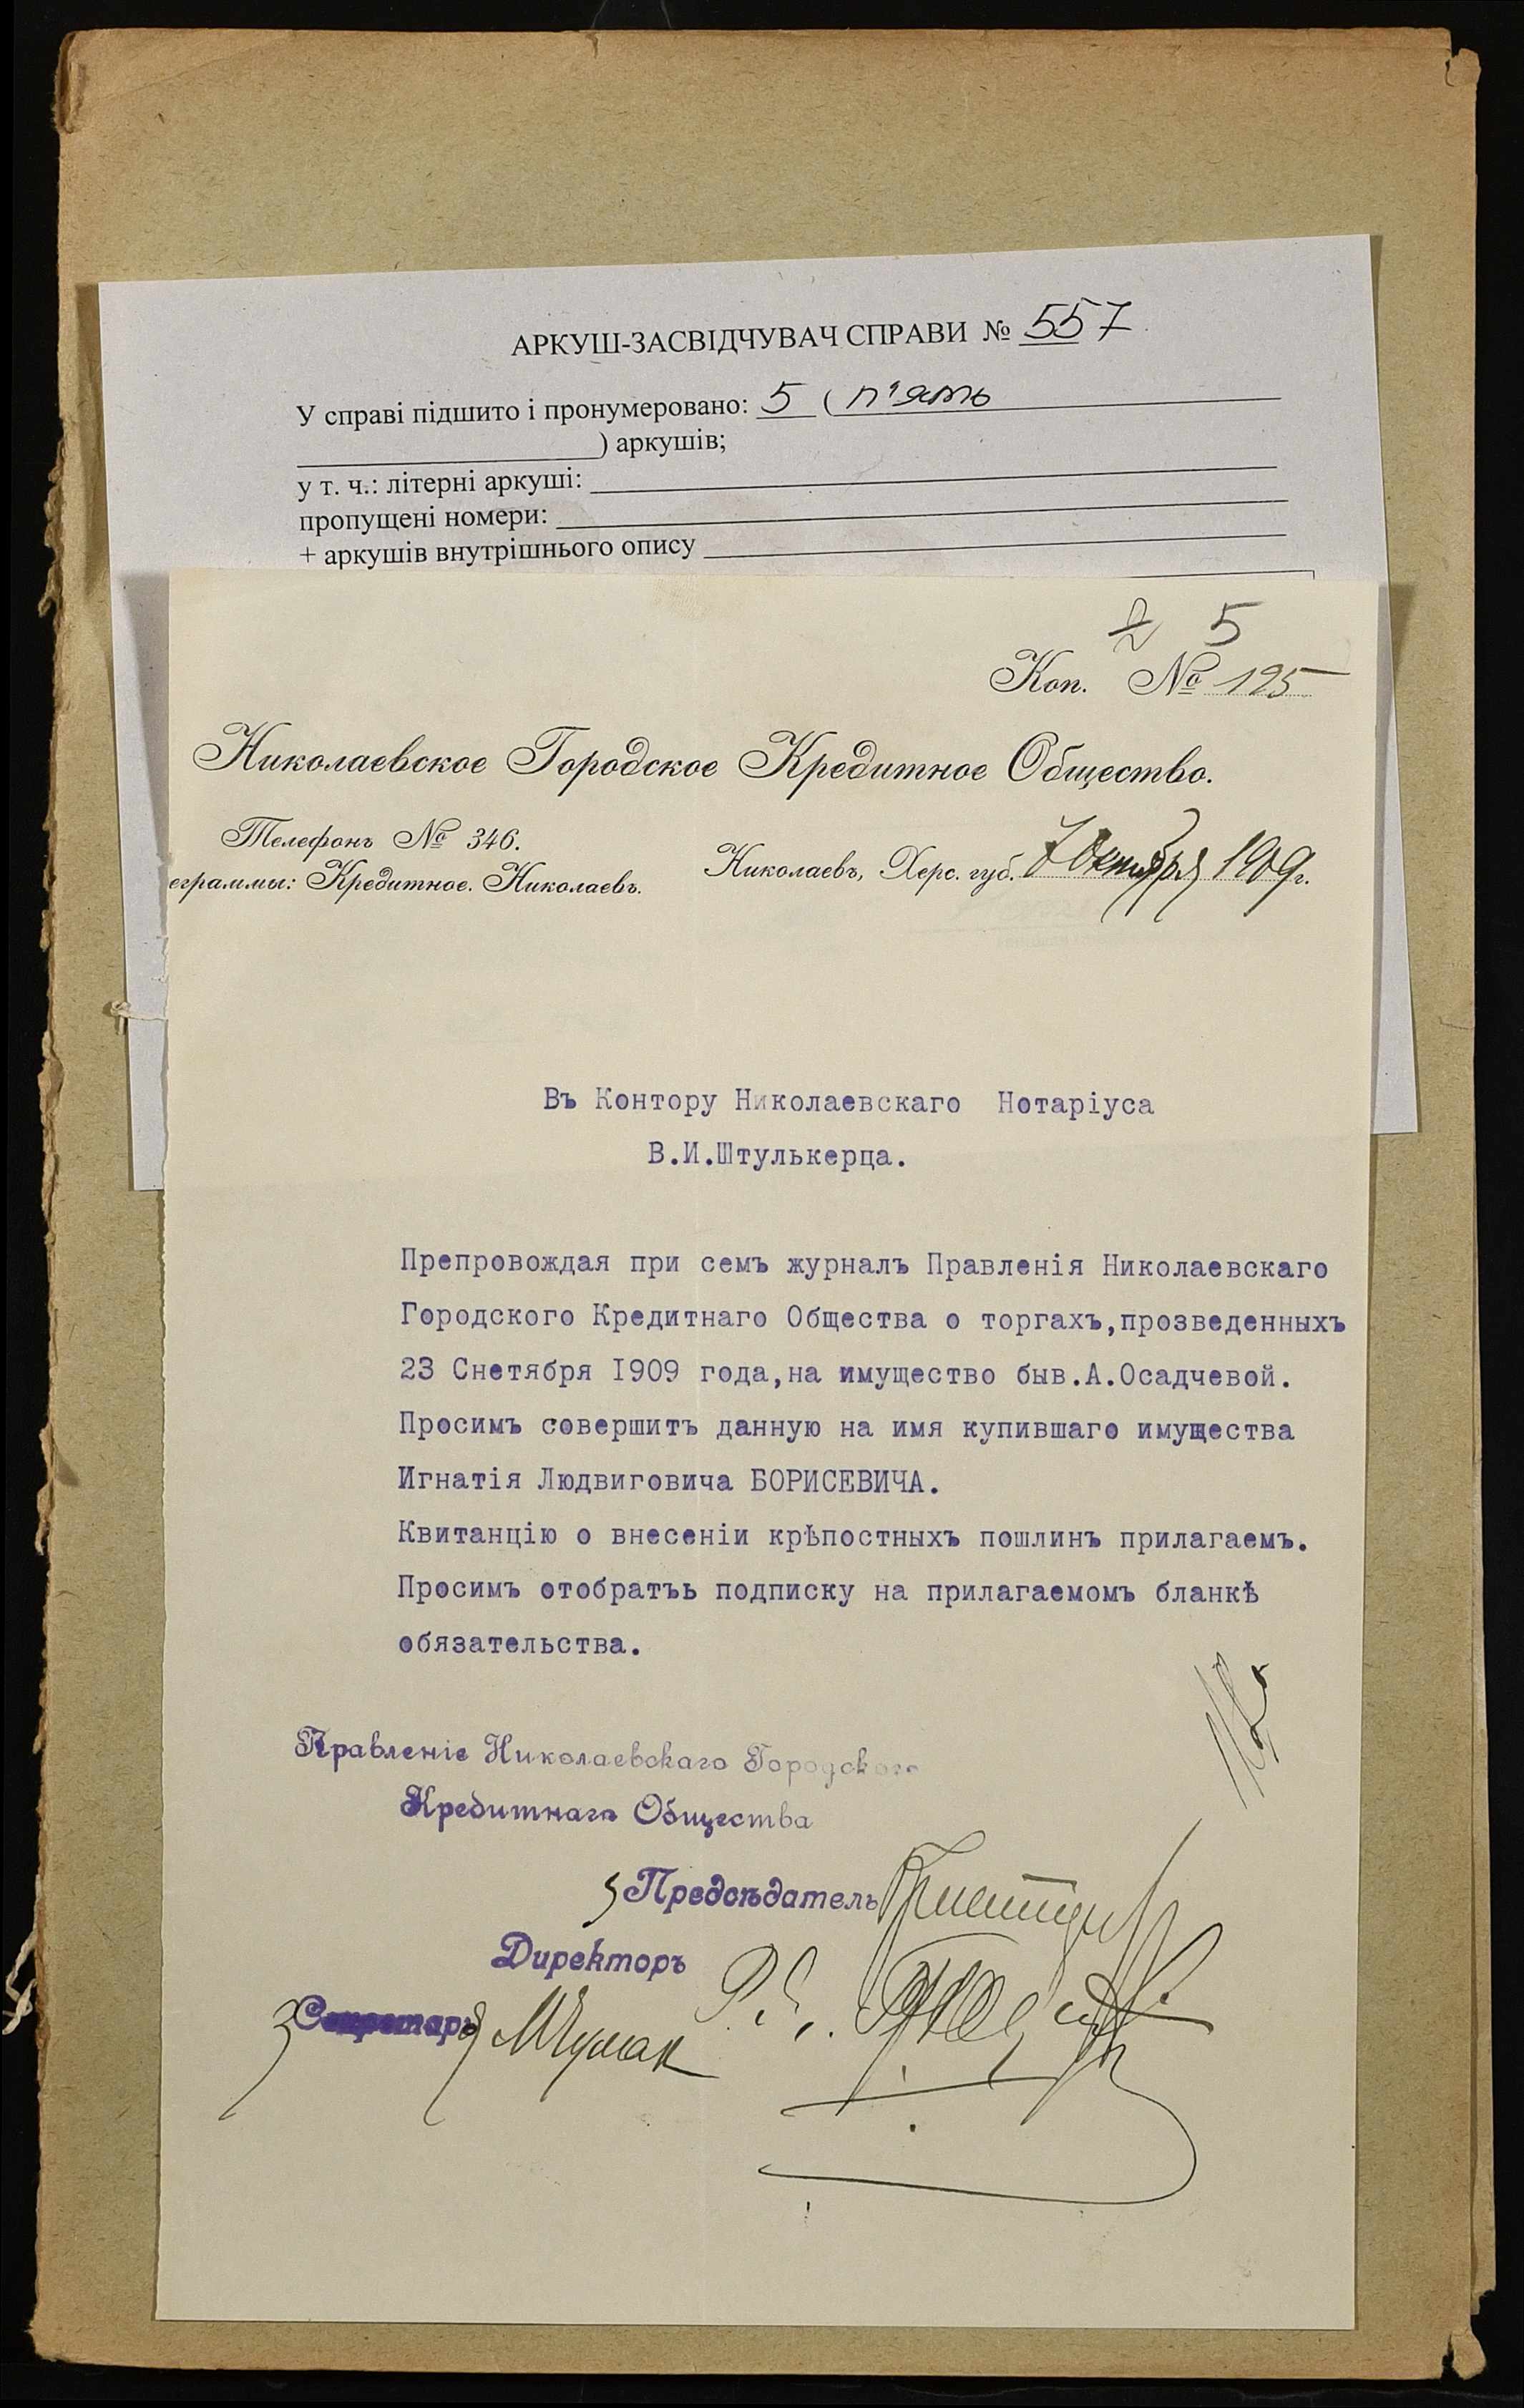 АРКУШ-ЗАСВІДЧУВАЧ СПРАВИ № 557
У справі підшито і пронумеровано: 5 ( п'ять
) аркушів;
у т. ч.: літерні аркуші:
пропущені номери:
+ аркушів внутрішнього опису
5
Коп. № 195
Николаевское Городское Кредитное Общество.
Телефонъ № 346.
еграммы: Кредитное. Николаевъ.
Николаевъ, Херс. губ. 7 Октября 1909 г.
Въ Контору Николаевскаго Нотаріуса
В.И.Штулькерца.
Препровождая при семъ журналъ Правленія Николаевскаго
Городского Кредитнаго Общества о торгахъ,прозведенныхъ
23 Снетября 1909 года,на имущество быв.А.Осадчевой.
Просимъ совершитъ данную на имя купившаго имущества
Игнатія Людвиговича БОРИСЕВИЧА.
Квитанцію о внесеніи крѣпостныхъ пошлинъ прилагаемъ.
Просимъ отобратъь подписку на прилагаемомъ бланкѣ
обязательства.
Правленіе Николаевскаго Городского
Кредитнаго Общества
Предсѣдатель
Директоръ
Секретарь